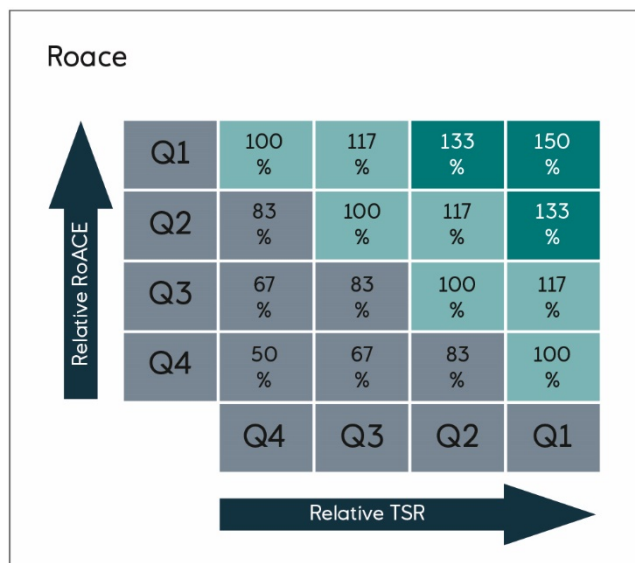 Roace
Relative RoACE
Q1
100
%
117
%
133
%
150
%
Q2
83
%
100
%
117
%
133
%
Q3
67
%
83
%
100
%
117
%
Q4
50
%
67
%
83
%
100
%
Q4
Q3
Q2
Q1
Relative TSR